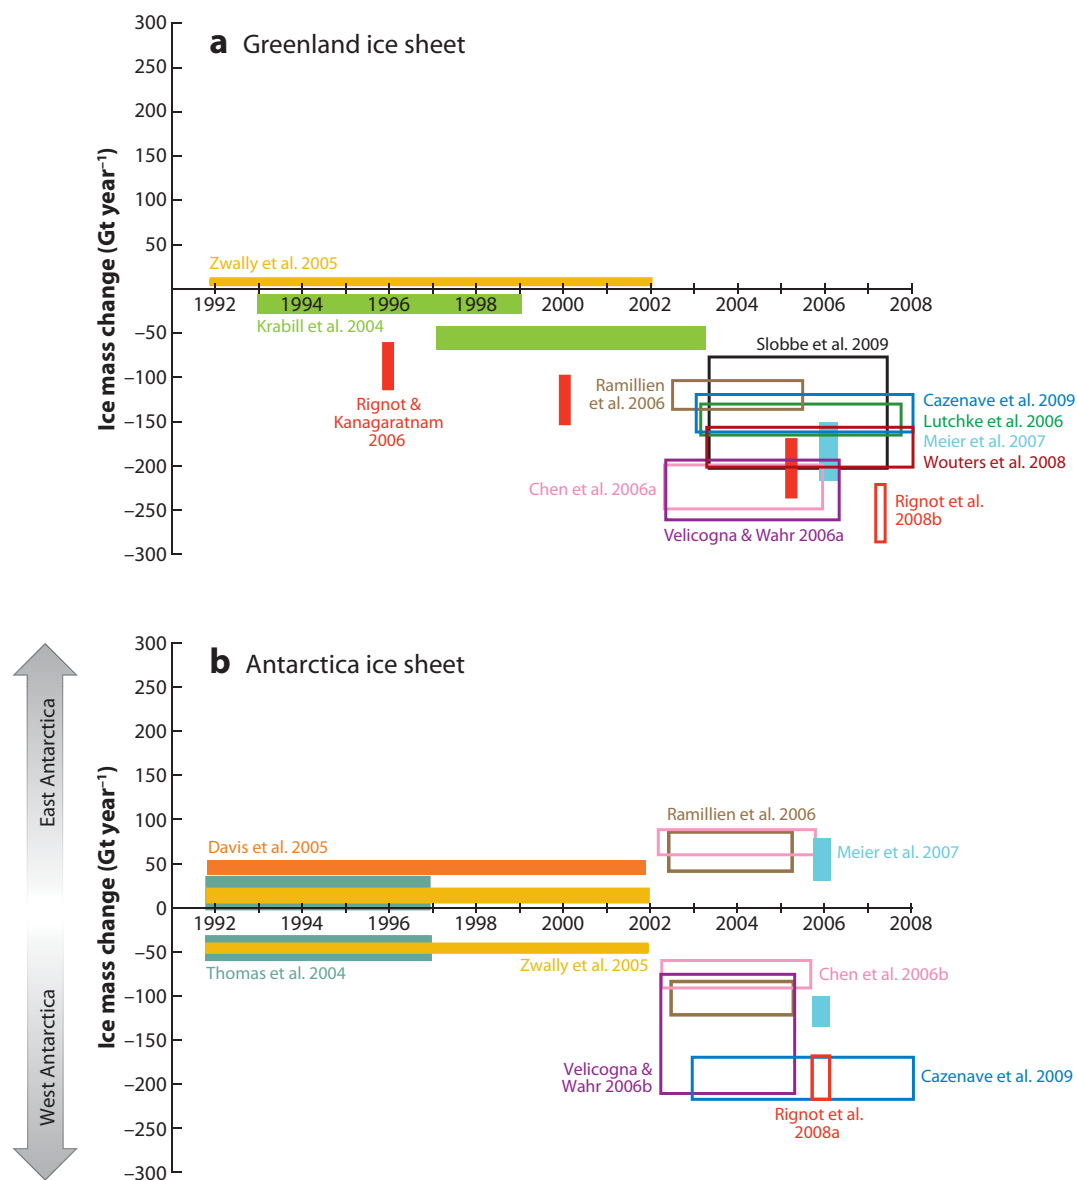 a Greenland ice sheet
Ice mass change (Gt year⁻¹)
300
250
200
150
100
50
–50
–100
–150
–200
–250
–300
1992 1994 1996 1998 2000 2002 2004 2006 2008
Zwally et al. 2005
Krabill et al. 2004
Rignot &
Kanagaratnam
2006
Slobbe et al. 2009
Ramillien
et al. 2006
Cazenave et al. 2009
Lutchke et al. 2006
Meier et al. 2007
Wouters et al. 2008
Chen et al. 2006a
Rignot et al.
2008b
Velicogna & Wahr 2006a
b Antarctica ice sheet
East Antarctica
West Antarctica
Ice mass change (Gt year⁻¹)
300
250
200
150
100
50
0
–50
–100
–150
–200
–250
–300
1992 1994 1996 1998 2000 2002 2004 2006 2008
Ramillien et al. 2006
Davis et al. 2005
Meier et al. 2007
Thomas et al. 2004
Zwally et al. 2005
Chen et al. 2006b
Velicogna &
Wahr 2006b
Cazenave et al. 2009
Rignot et al.
2008a